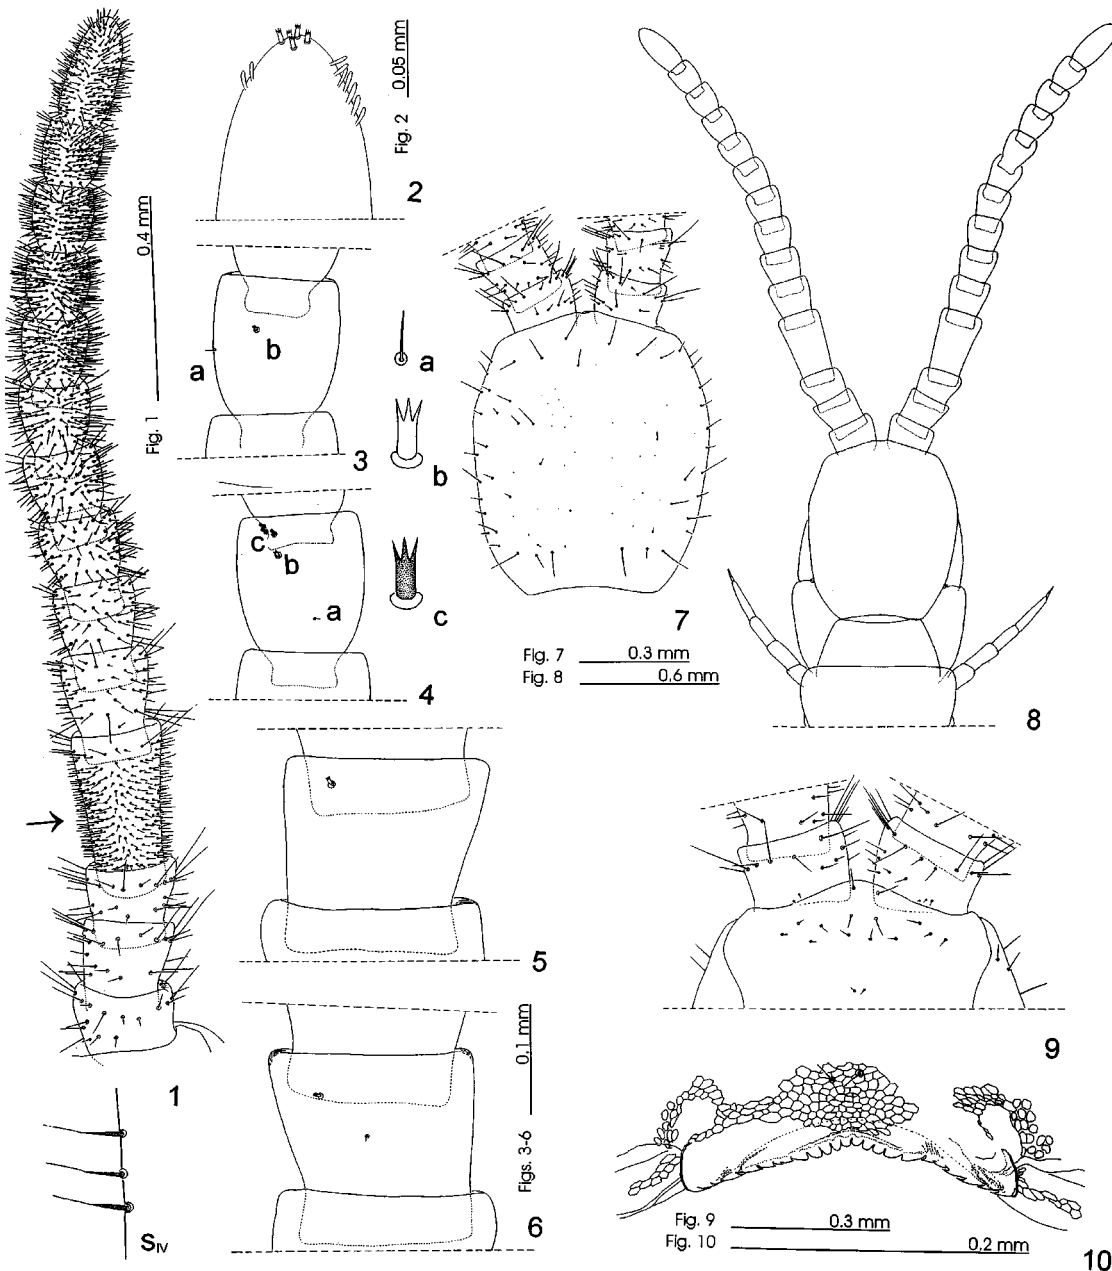 0.4 mm
Fig. 1
1
S IV
0.05 mm
Fig. 2
2
a
b
3
a
b
c
c
b
a
4
5
0.1 mm
Figs. 3-6
6
7
Fig. 7 0.3 mm
Fig. 8 0.6 mm
8
9
Fig. 9 0.3 mm
Fig. 10 0.2 mm
10